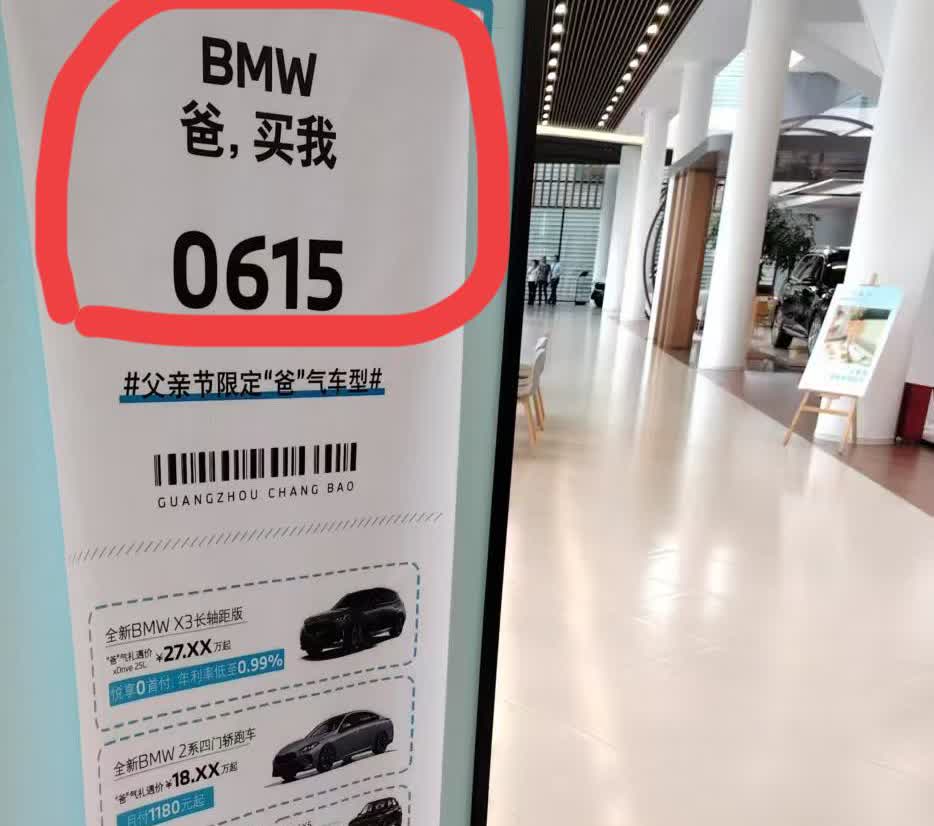 BMW
爸，买我
0615
#父亲节限定“爸”气车型#
GUANGZHOU CHANG BAO
全新BMW X3长轴距版
“爸”气礼遇价 ¥27.XX万起
xDrive 25L
悦享0首付，年利率低至0.99%
全新BMW 2系四门轿跑车
“爸”气礼遇价 ¥18.XX万起
月付1180元起